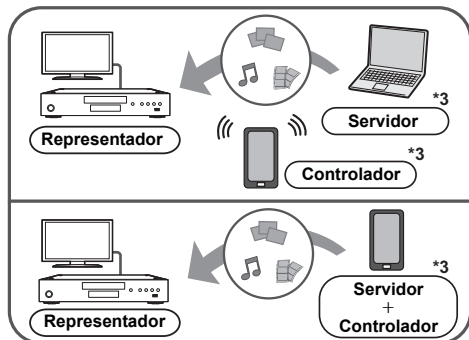 *3
Servidor
Representador
*3
Controlador
*3
Servidor
+
Controlador
Representador